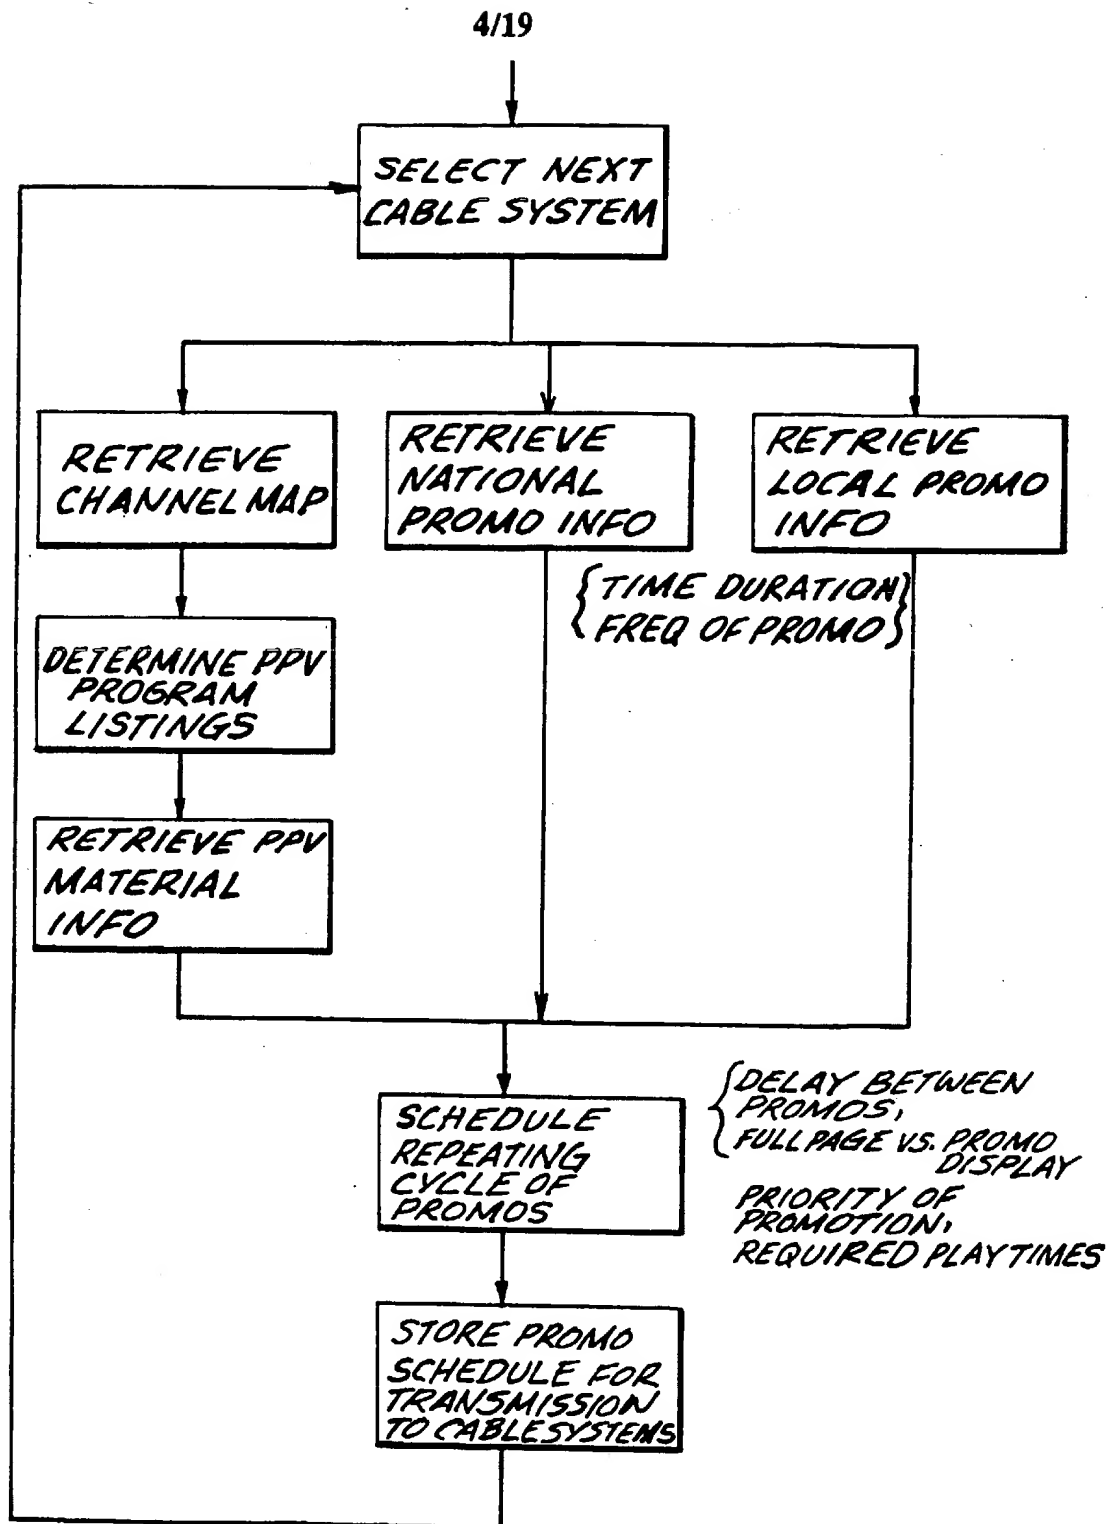 4/19
SELECT NEXT
CABLE SYSTEM
RETRIEVE
CHANNEL MAP
RETRIEVE
NATIONAL
PROMO INFO
RETRIEVE
LOCAL PROMO
INFO
{TIME DURATION}
{FREQ OF PROMO}
DETERMINE PPV
PROGRAM
LISTINGS
RETRIEVE PPV
MATERIAL
INFO
SCHEDULE
REPEATING
CYCLE OF
PROMOS
{DELAY BETWEEN
PROMOS,
FULL PAGE VS. PROMO
DISPLAY
PRIORITY OF
PROMOTION,
REQUIRED PLAY TIMES
STORE PROMO
SCHEDULE FOR
TRANSMISSION
TO CABLE SYSTEMS